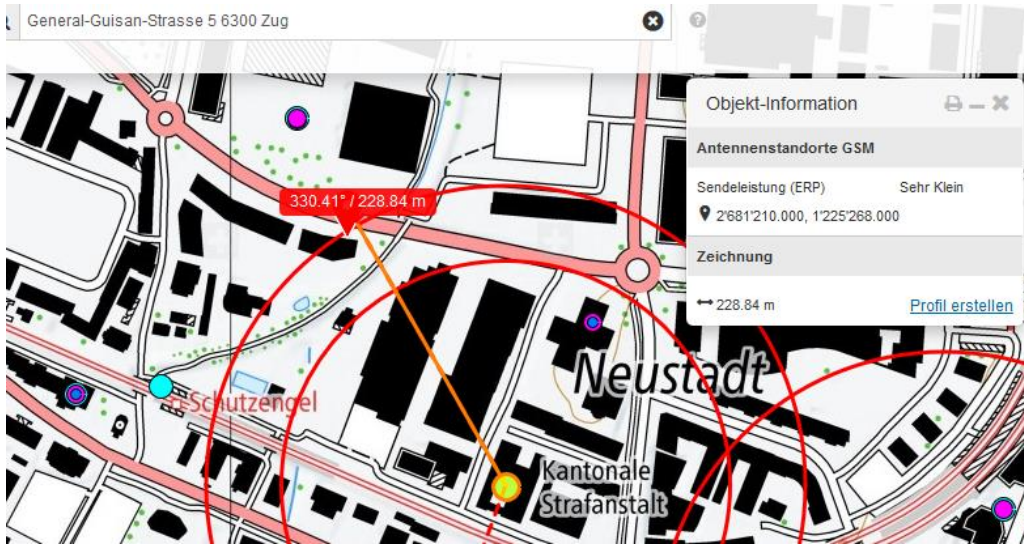 General-Guisan-Strasse 5 6300 Zug
Objekt-Information
Antennenstandorte GSM
Sendeleistung (ERP) Sehr Klein
2'681'210.000, 1'225'268.000
Zeichnung
228.84 m Profil erstellen
330.41° / 228.84 m
Neustadt
Schutzengel
Kantonale
Strafanstalt